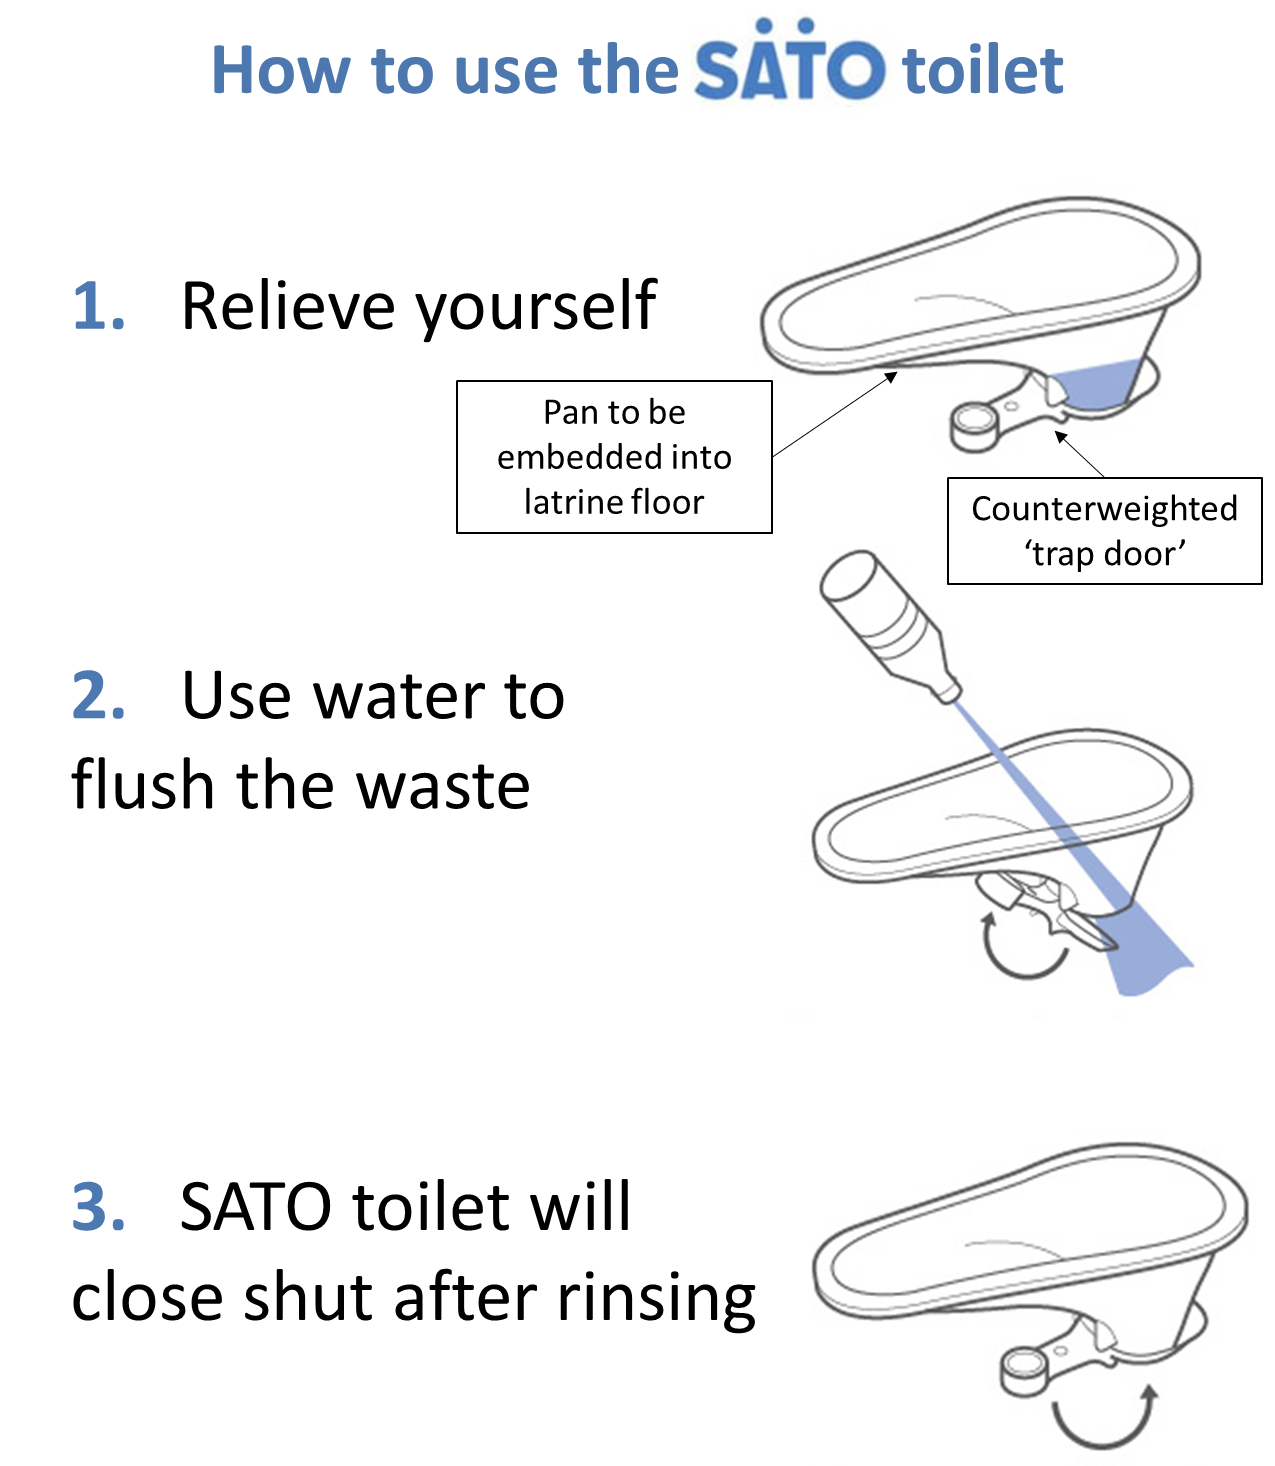 How to use the SATO toilet
1. Relieve yourself
Pan to be
embedded into
latrine floor
Counterweighted
‘trap door’
2. Use water to
flush the waste
3. SATO toilet will
close shut after rinsing